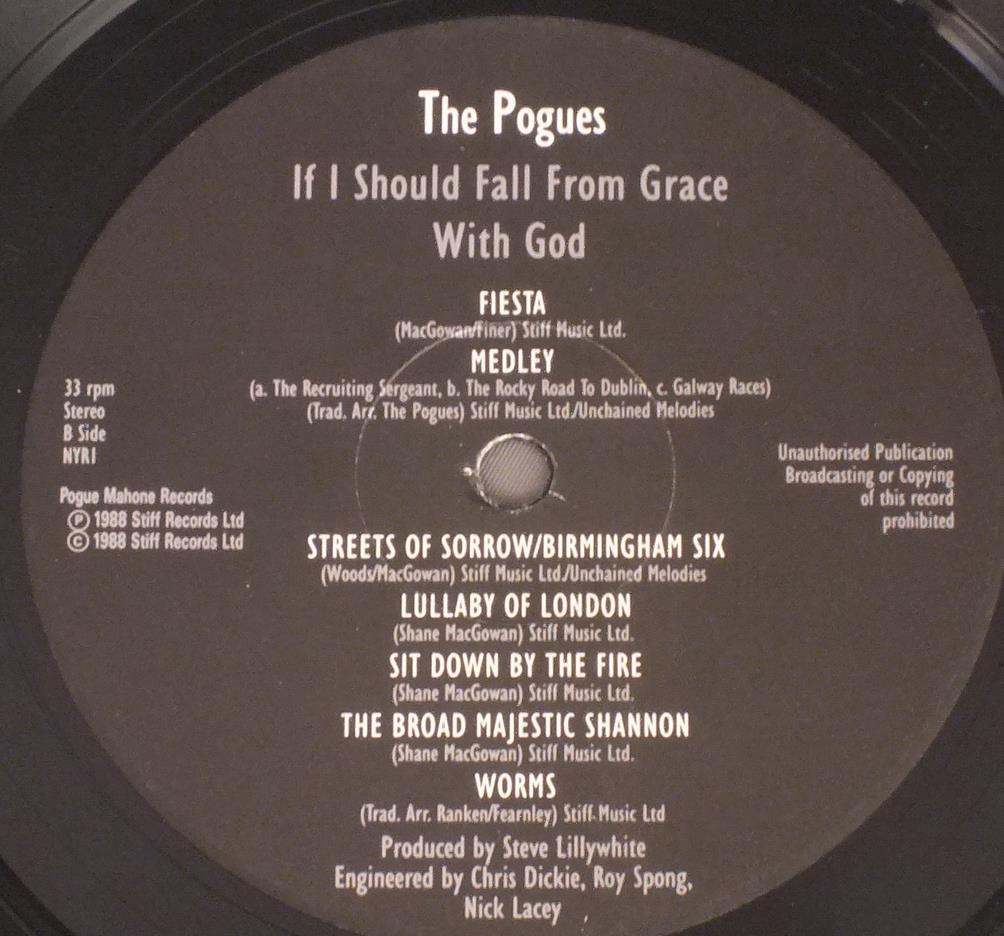 The Pogues
If I Should Fall From Grace
With God
FIESTA
(MacGowan/Finer) Stiff Music Ltd.
MEDLEY
(a. The Recruiting Sergeant, b. The Rocky Road To Dublin, c. Galway Races)
(Trad. Arr. The Pogues) Stiff Music Ltd./Unchained Melodies
33 rpm
Stereo
B Side
NYR1
Pogue Mahone Records
Ⓟ 1988 Stiff Records Ltd
© 1988 Stiff Records Ltd
Unauthorised Publication
Broadcasting or Copying
of this record
prohibited
STREETS OF SORROW/BIRMINGHAM SIX
(Woods/MacGowan) Stiff Music Ltd./Unchained Melodies
LULLABY OF LONDON
(Shane MacGowan) Stiff Music Ltd.
SIT DOWN BY THE FIRE
(Shane MacGowan) Stiff Music Ltd.
THE BROAD MAJESTIC SHANNON
(Shane MacGowan) Stiff Music Ltd.
WORMS
(Trad. Arr. Ranken/Fearnley) Stiff Music Ltd
Produced by Steve Lillywhite
Engineered by Chris Dickie, Roy Spong,
Nick Lacey